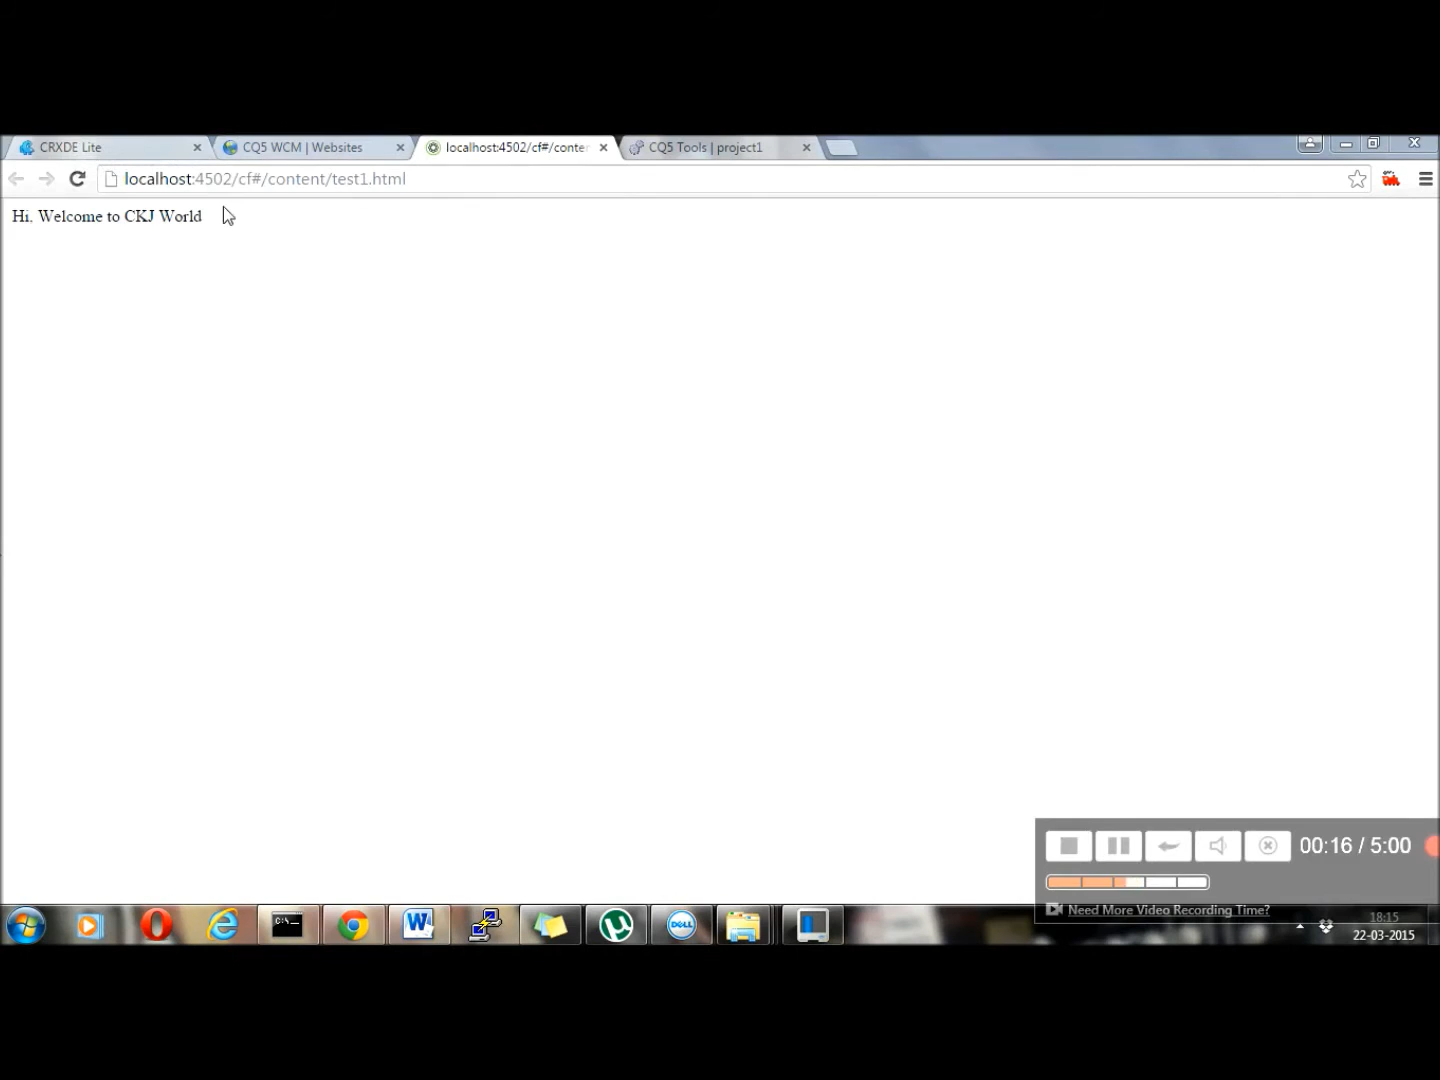 CRXDE Lite
CQ5 WCM | Websites
localhost:4502/cf#/conte
CQ5 Tools | project1
localhost:4502/cf#/content/test1.html
Hi. Welcome to CKJ World
00:16 / 5:00
Need More Video Recording Time?
C:\.
W
DELL
18:15
22-03-2015